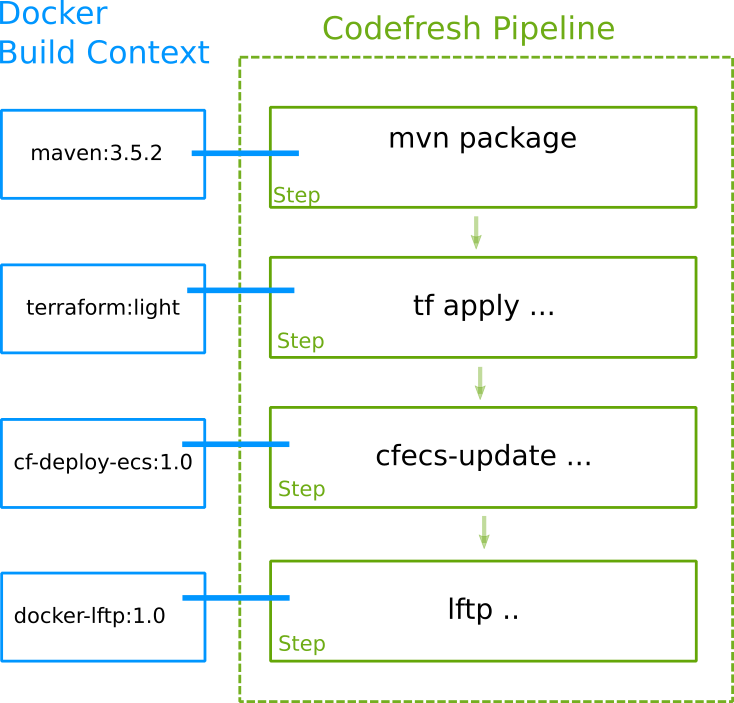 Docker
Build Context
Codefresh Pipeline
maven:3.5.2
mvn package
Step
terraform:light
tf apply ...
Step
cf-deploy-ecs:1.0
cfecs-update ...
Step
docker-lftp:1.0
lftp ..
Step